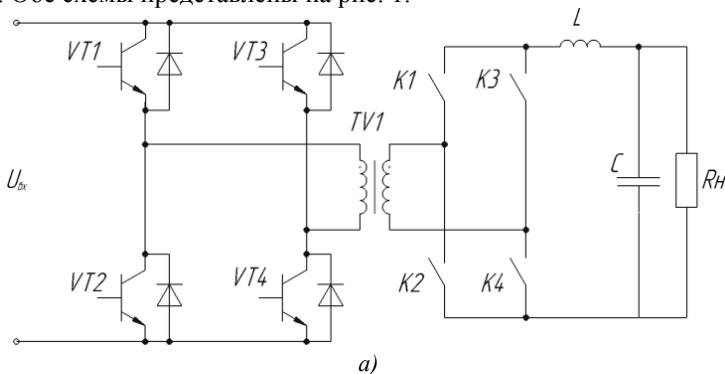 . Обе схемы представлены на рис. 1.
VT1
VT3
K1
K3
L
TV1
Uвх
C
Rн
VT2
VT4
K2
K4
а)